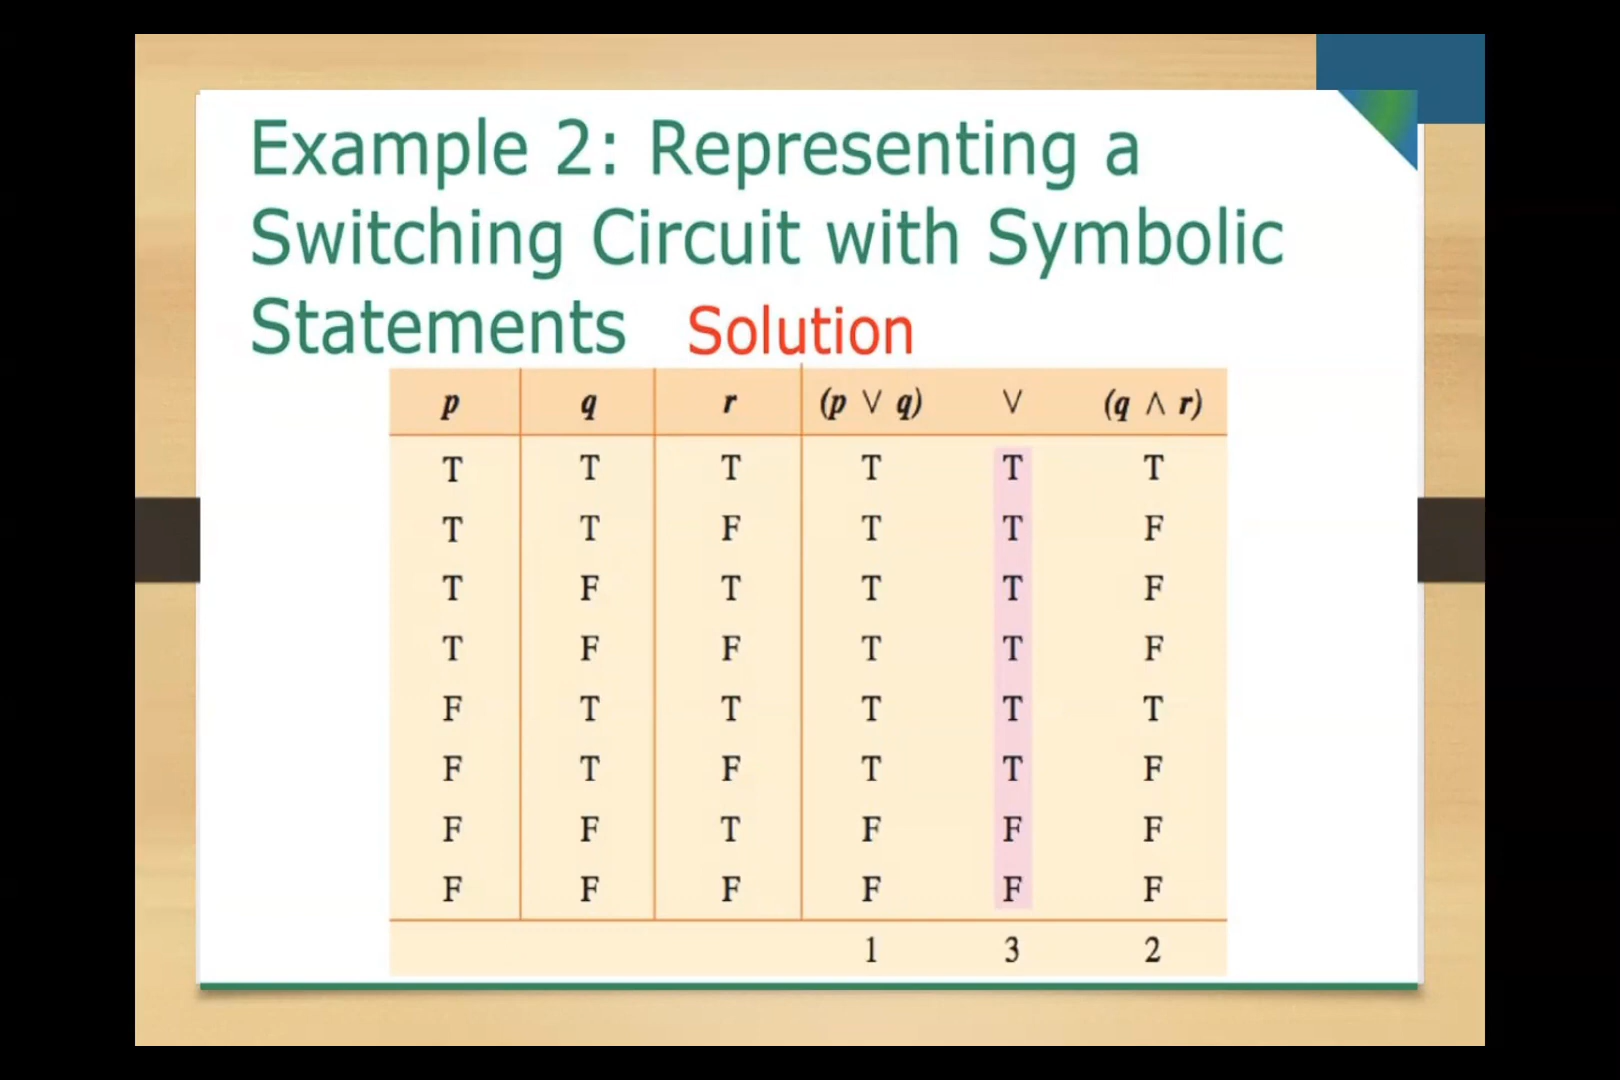 Example 2: Representing a
Switching Circuit with Symbolic
Statements Solution
p q r (p ∨ q) ∨ (q ∧ r)
T T T T T T
T T F T T F
T F T T T F
T F F T T F
F T T T T T
F T F T T F
F F T F F F
F F F F F F
1 3 2